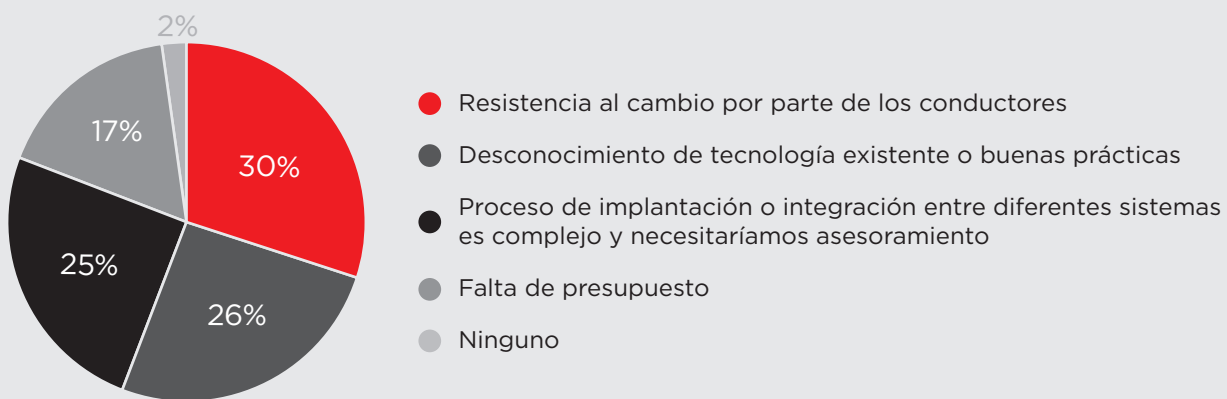 2%
17%
30%
25%
26%
Resistencia al cambio por parte de los conductores
Desconocimiento de tecnología existente o buenas prácticas
Proceso de implantación o integración entre diferentes sistemas
es complejo y necesitaríamos asesoramiento
Falta de presupuesto
Ninguno